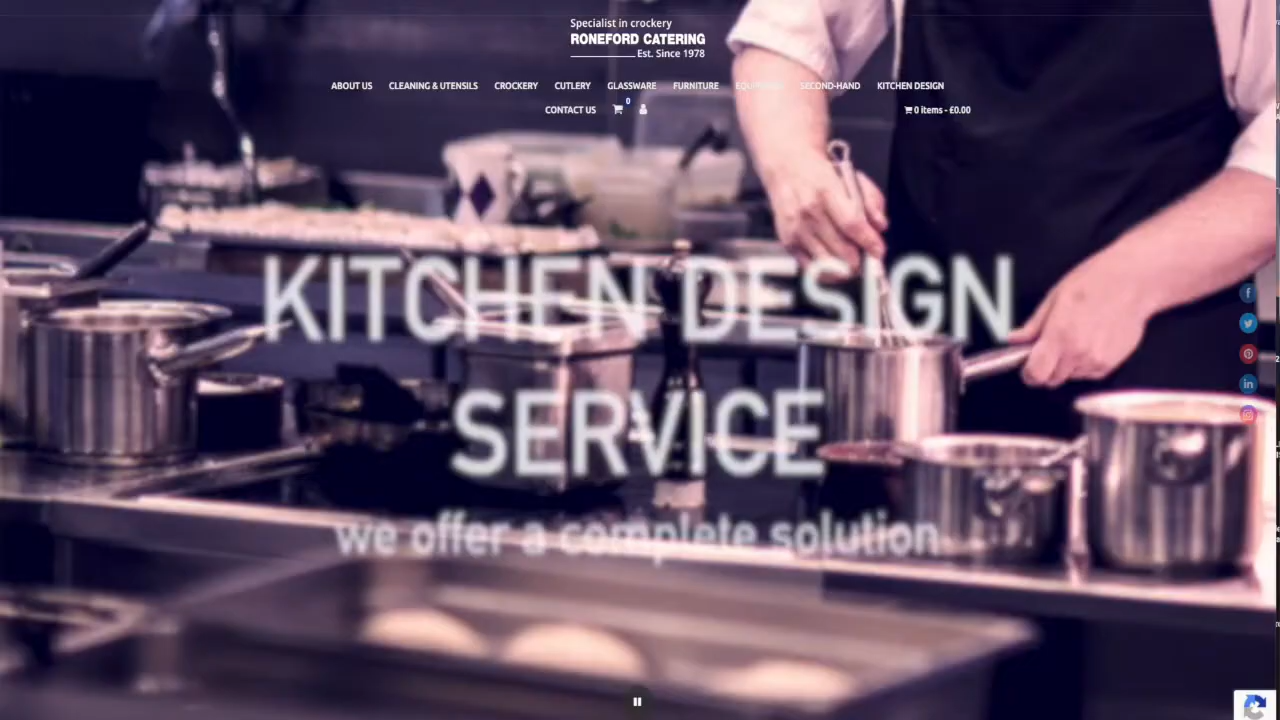 Specialist in crockery
RONEFORD CATERING
Est. Since 1978
ABOUT US CLEANING & UTENSILS CROCKERY CUTLERY GLASSWARE FURNITURE EQUIPMENT SECOND-HAND KITCHEN DESIGN
CONTACT US 0 0 items - £0.00
KITCHEN DESIGN
SERVICE
we offer a complete solution